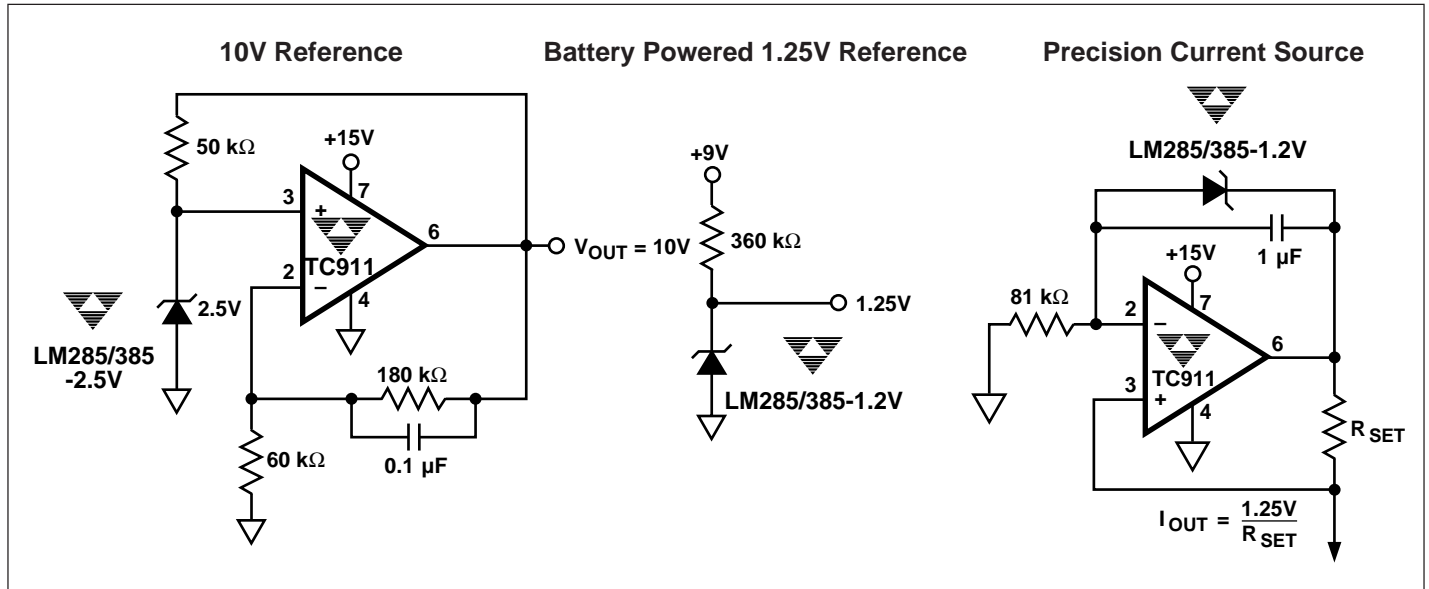 10V Reference
Battery Powered 1.25V Reference
Precision Current Source
50 kΩ
+15V
3
+
7
6
2
–
TC911
4
VOUT = 10V
2.5V
LM285/385
-2.5V
180 kΩ
0.1 µF
60 kΩ
+9V
360 kΩ
1.25V
LM285/385-1.2V
LM285/385-1.2V
1 µF
+15V
81 kΩ
2
–
7
6
3
+
TC911
4
R SET
I OUT = 1.25V
R SET